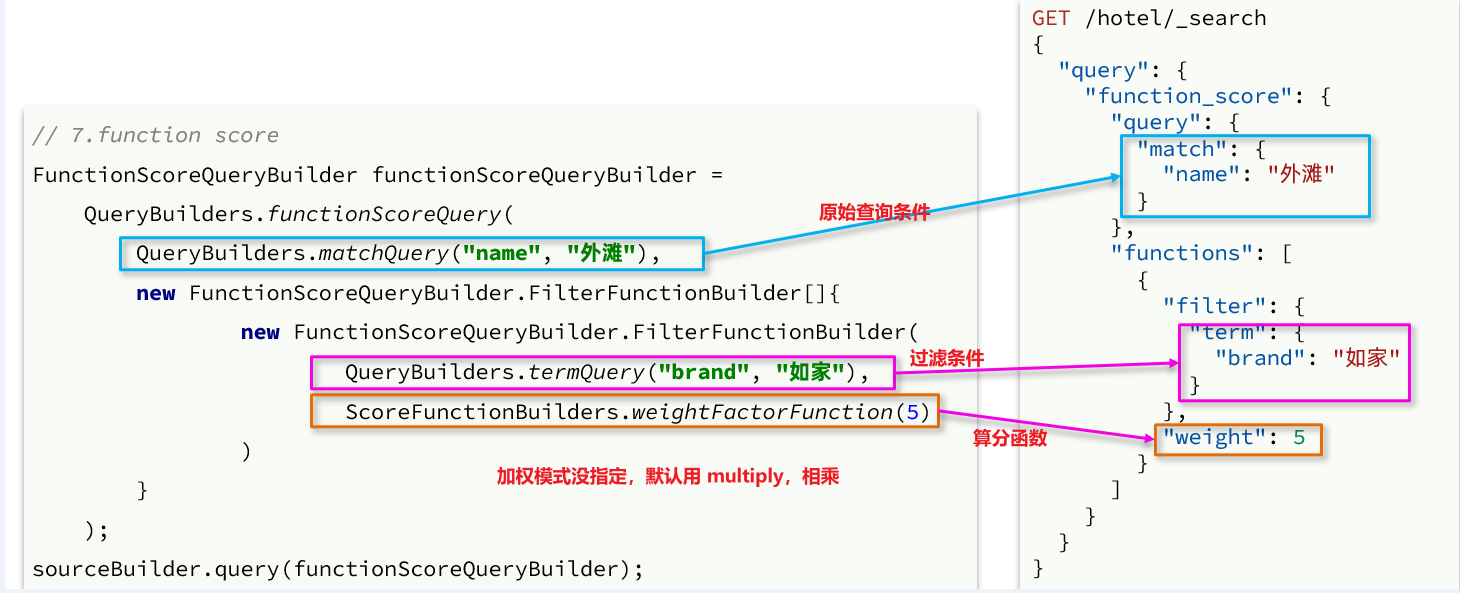 // 7.function score
FunctionScoreQueryBuilder functionScoreQueryBuilder =
QueryBuilders.functionScoreQuery(
QueryBuilders.matchQuery("name", "外滩"),
new FunctionScoreQueryBuilder.FilterFunctionBuilder[]{
new FunctionScoreQueryBuilder.FilterFunctionBuilder(
QueryBuilders.termQuery("brand", "如家"),
ScoreFunctionBuilders.weightFactorFunction(5)
)
}
);
sourceBuilder.query(functionScoreQueryBuilder);
原始查询条件
过滤条件
算分函数
加权模式没指定，默认用 multiply，相乘
GET /hotel/_search
{
"query": {
"function_score": {
"query": {
"match": {
"name": "外滩"
}
},
"functions": [
{
"filter": {
"term": {
"brand": "如家"
}
},
"weight": 5
}
]
}
}
}